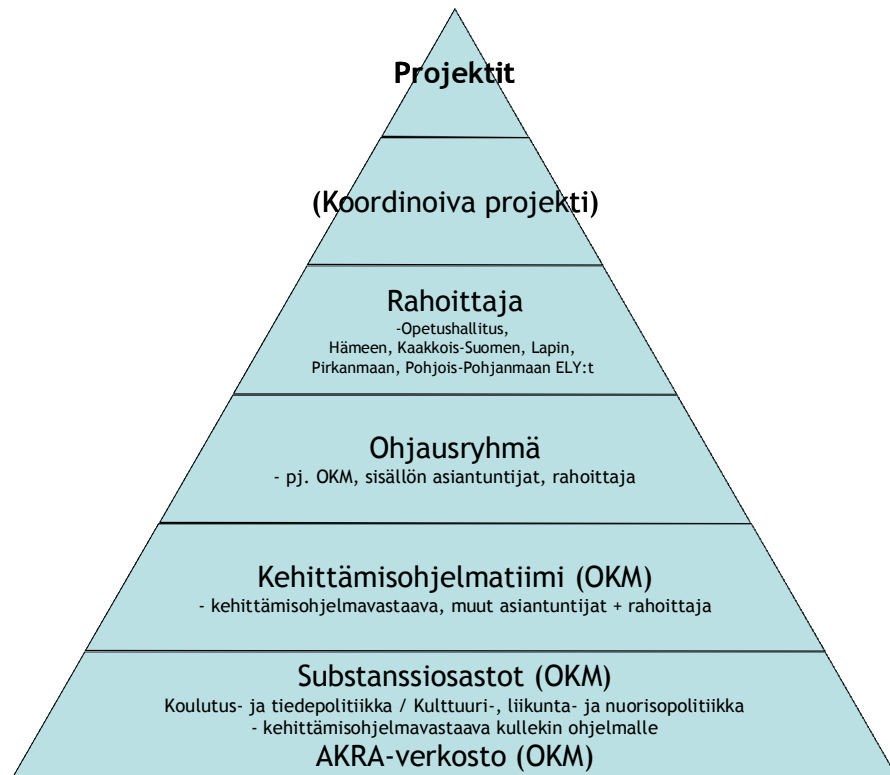 Projektit
(Koordinoiva projekti)
Rahoittaja
-Opetushallitus,
Hämeen, Kaakkois-Suomen, Lapin,
Pirkanmaan, Pohjois-Pohjanmaan ELY:t
Ohjausryhmä
- pj. OKM, sisällön asiantuntijat, rahoittaja
Kehittämisohjelmatiimi (OKM)
- kehittämisohjelmavastaava, muut asiantuntijat + rahoittaja
Substanssiosastot (OKM)
Koulutus- ja tiedepolitiikka / Kulttuuri-, liikunta- ja nuorisopolitiikka
- kehittämisohjelmavastaava kullekin ohjelmalle
AKRA-verkosto (OKM)